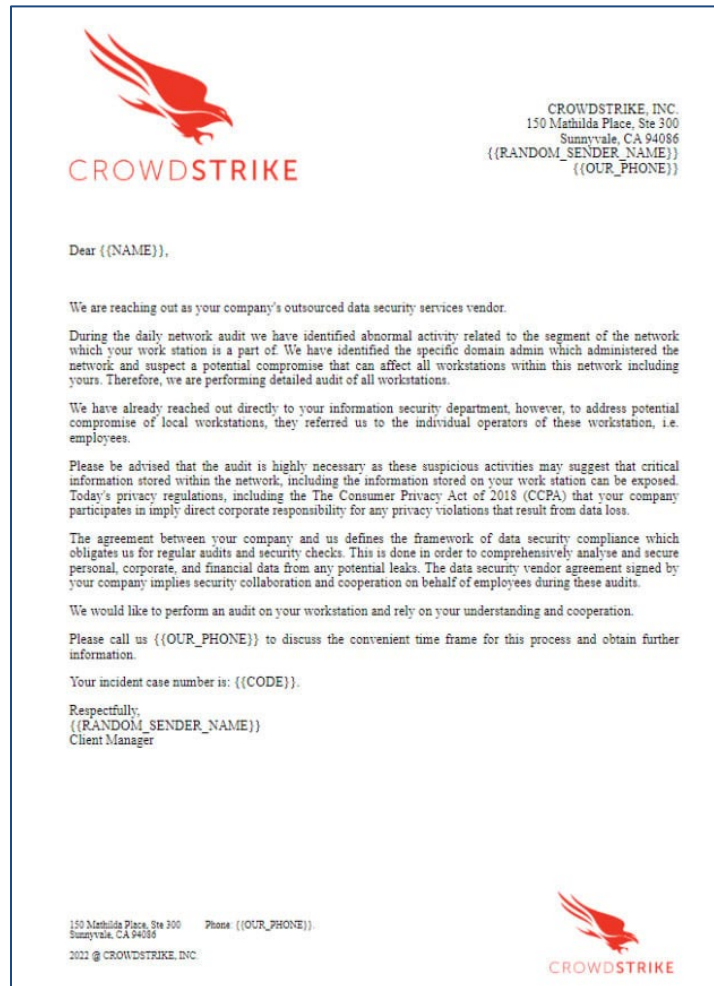 CROWDSTRIKE
CROWDSTRIKE, INC.
150 Mathilda Place, Ste 300
Sunnyvale, CA 94086
{{RANDOM_SENDER_NAME}}
{{OUR_PHONE}}
Dear {{NAME}},
We are reaching out as your company's outsourced data security services vendor.
During the daily network audit we have identified abnormal activity related to the segment of the network
which your work station is a part of. We have identified the specific domain admin which administered the
network and suspect a potential compromise that can affect all workstations within this network including
yours. Therefore, we are performing detailed audit of all workstations.
We have already reached out directly to your information security department, however, to address potential
compromise of local workstations, they referred us to the individual operators of these workstation, i.e.
employees.
Please be advised that the audit is highly necessary as these suspicious activities may suggest that critical
information stored within the network, including the information stored on your work station can be exposed.
Today's privacy regulations, including the The Consumer Privacy Act of 2018 (CCPA) that your company
participates in imply direct corporate responsibility for any privacy violations that result from data loss.
The agreement between your company and us defines the framework of data security compliance which
obligates us for regular audits and security checks. This is done in order to comprehensively analyse and secure
personal, corporate, and financial data from any potential leaks. The data security vendor agreement signed by
your company implies security collaboration and cooperation on behalf of employees during these audits.
We would like to perform an audit on your workstation and rely on your understanding and cooperation.
Please call us {{OUR_PHONE}} to discuss the convenient time frame for this process and obtain further
information.
Your incident case number is: {{CODE}}.
Respectfully,
{{RANDOM_SENDER_NAME}}
Client Manager
150 Mathilda Place, Ste 300 Phone: {{OUR_PHONE}}.
Sunnyvale, CA 94086
2022 @ CROWDSTRIKE, INC.
CROWDSTRIKE